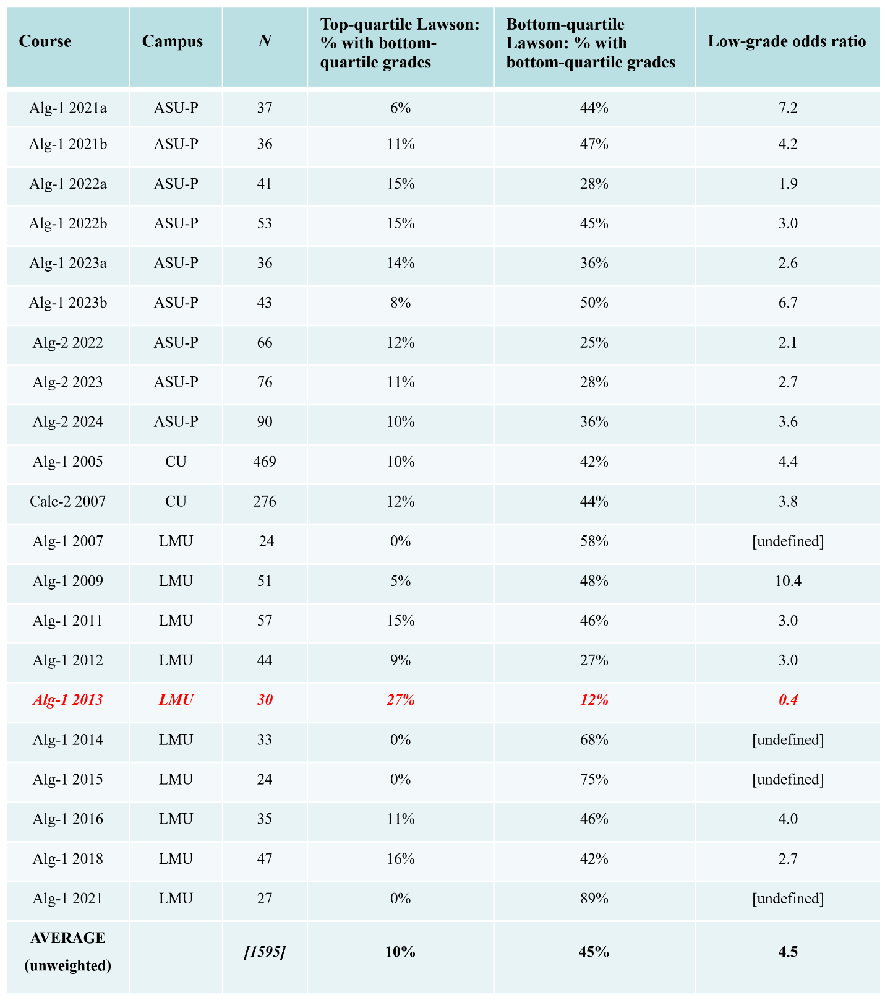 Course Campus N Top-quartile Lawson: % with bottom-quartile grades Bottom-quartile Lawson: % with bottom-quartile grades Low-grade odds ratio
Alg-1 2021a ASU-P 37 6% 44% 7.2
Alg-1 2021b ASU-P 36 11% 47% 4.2
Alg-1 2022a ASU-P 41 15% 28% 1.9
Alg-1 2022b ASU-P 53 15% 45% 3.0
Alg-1 2023a ASU-P 36 14% 36% 2.6
Alg-1 2023b ASU-P 43 8% 50% 6.7
Alg-2 2022 ASU-P 66 12% 25% 2.1
Alg-2 2023 ASU-P 76 11% 28% 2.7
Alg-2 2024 ASU-P 90 10% 36% 3.6
Alg-1 2005 CU 469 10% 42% 4.4
Calc-2 2007 CU 276 12% 44% 3.8
Alg-1 2007 LMU 24 0% 58% [undefined]
Alg-1 2009 LMU 51 5% 48% 10.4
Alg-1 2011 LMU 57 15% 46% 3.0
Alg-1 2012 LMU 44 9% 27% 3.0
Alg-1 2013 LMU 30 27% 12% 0.4
Alg-1 2014 LMU 33 0% 68% [undefined]
Alg-1 2015 LMU 24 0% 75% [undefined]
Alg-1 2016 LMU 35 11% 46% 4.0
Alg-1 2018 LMU 47 16% 42% 2.7
Alg-1 2021 LMU 27 0% 89% [undefined]
AVERAGE (unweighted) [1595] 10% 45% 4.5